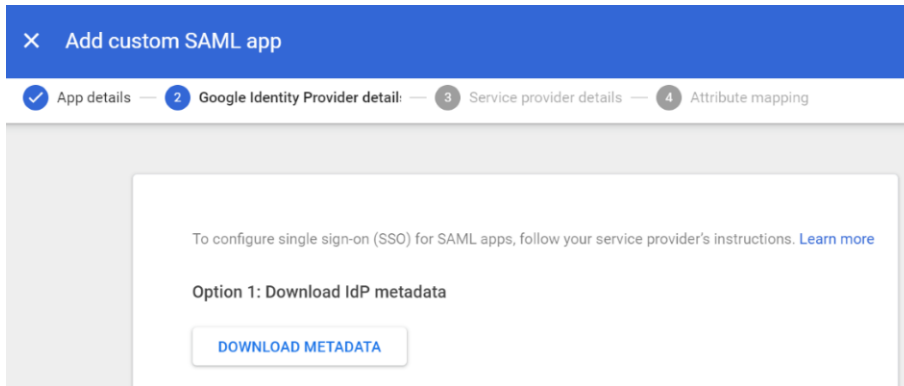 Add custom SAML app
App details 2 Google Identity Provider detail 3 Service provider details 4 Attribute mapping
To configure single sign-on (SSO) for SAML apps, follow your service provider's instructions. Learn more
Option 1: Download IdP metadata
DOWNLOAD METADATA